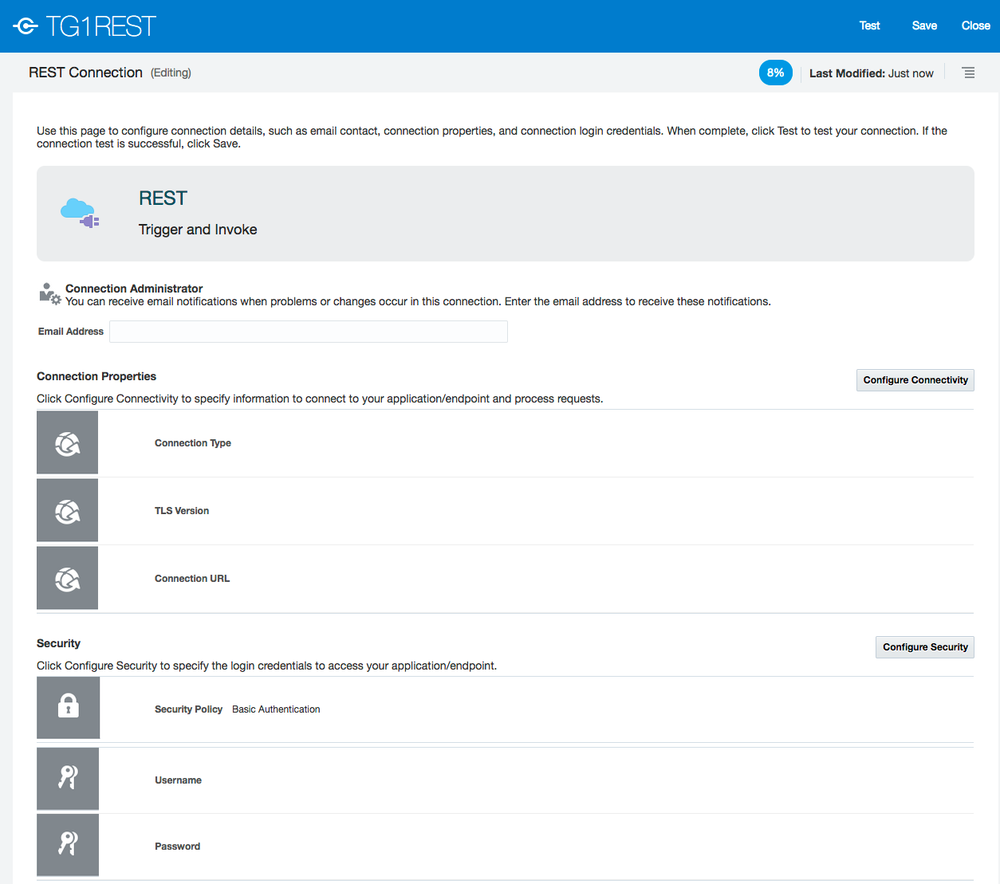 TG1REST
Test Save Close
REST Connection (Editing)
8% Last Modified: Just now
Use this page to configure connection details, such as email contact, connection properties, and connection login credentials. When complete, click Test to test your connection. If the
connection test is successful, click Save.
REST
Trigger and Invoke
Connection Administrator
You can receive email notifications when problems or changes occur in this connection. Enter the email address to receive these notifications.
Email Address
Connection Properties
Configure Connectivity
Click Configure Connectivity to specify information to connect to your application/endpoint and process requests.
Connection Type
TLS Version
Connection URL
Security
Configure Security
Click Configure Security to specify the login credentials to access your application/endpoint.
Security Policy Basic Authentication
Username
Password